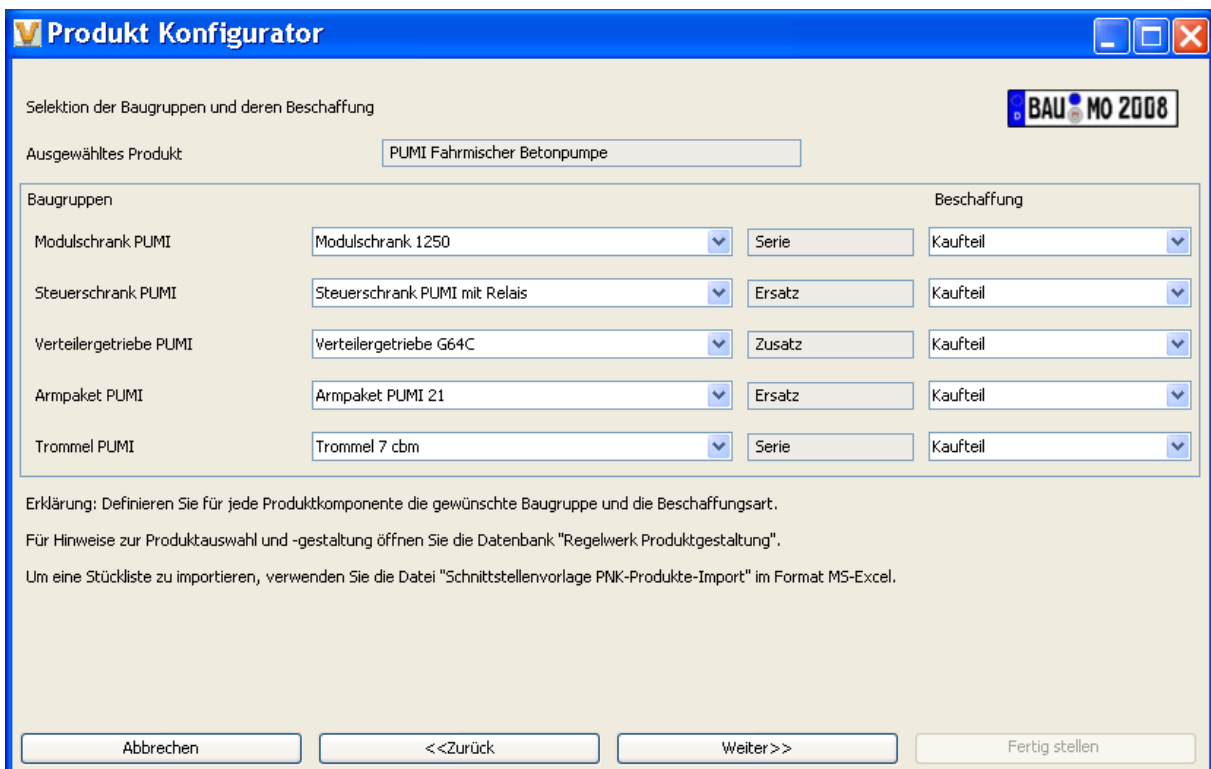 Produkt Konfigurator
Selektion der Baugruppen und deren Beschaffung
D BAU MO 2008
Ausgewähltes Produkt PUMI Fahrmischer Betonpumpe
Baugruppen Beschaffung
Modulschrank PUMI Modulschrank 1250 Serie Kaufteil
Steuerschrank PUMI Steuerschrank PUMI mit Relais Ersatz Kaufteil
Verteilergetriebe PUMI Verteilergetriebe G64C Zusatz Kaufteil
Armpaket PUMI Armpaket PUMI 21 Ersatz Kaufteil
Trommel PUMI Trommel 7 cbm Serie Kaufteil
Erklärung: Definieren Sie für jede Produktkomponente die gewünschte Baugruppe und die Beschaffungsart.
Für Hinweise zur Produktauswahl und -gestaltung öffnen Sie die Datenbank "Regelwerk Produktgestaltung".
Um eine Stückliste zu importieren, verwenden Sie die Datei "Schnittstellenvorlage PNK-Produkte-Import" im Format MS-Excel.
Abbrechen <<Zurück Weiter>> Fertig stellen